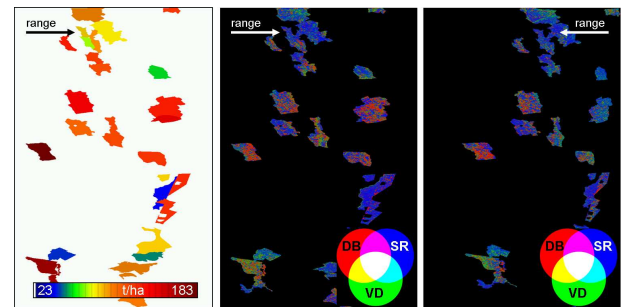 range
23 t/ha 183
range
DB SR
VD
range
DB SR
VD